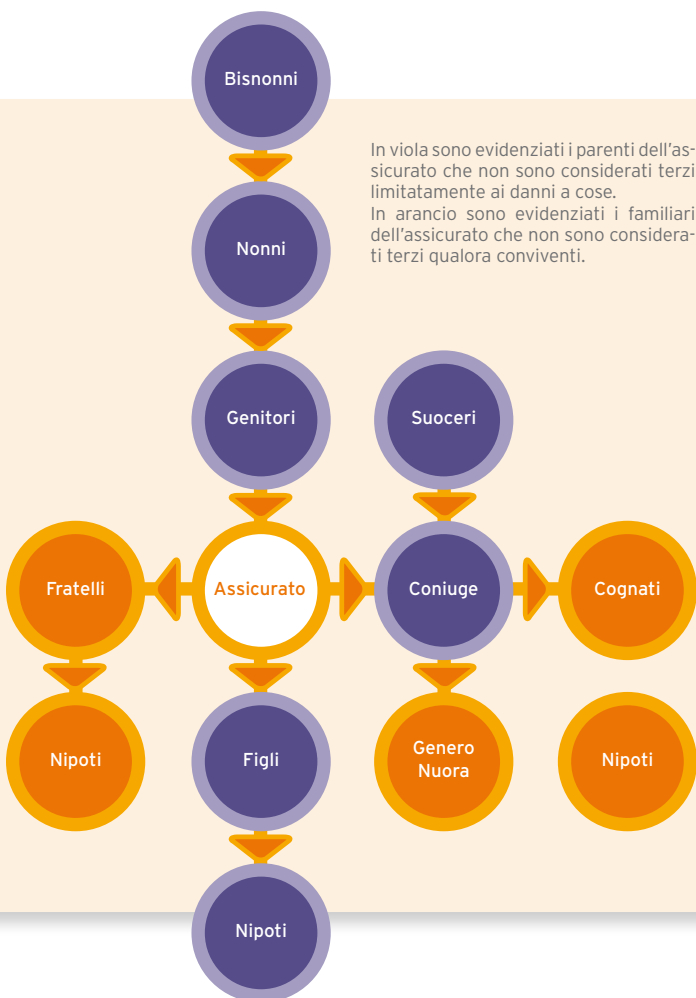 Bisnonni
In viola sono evidenziati i parenti dell'as-
sicurato che non sono considerati terzi
limitatamente ai danni a cose.
In arancio sono evidenziati i familiari
dell'assicurato che non sono considera-
ti terzi qualora conviventi.
Nonni
Genitori
Suoceri
Fratelli
Assicurato
Coniuge
Cognati
Nipoti
Figli
Genero
Nuora
Nipoti
Nipoti